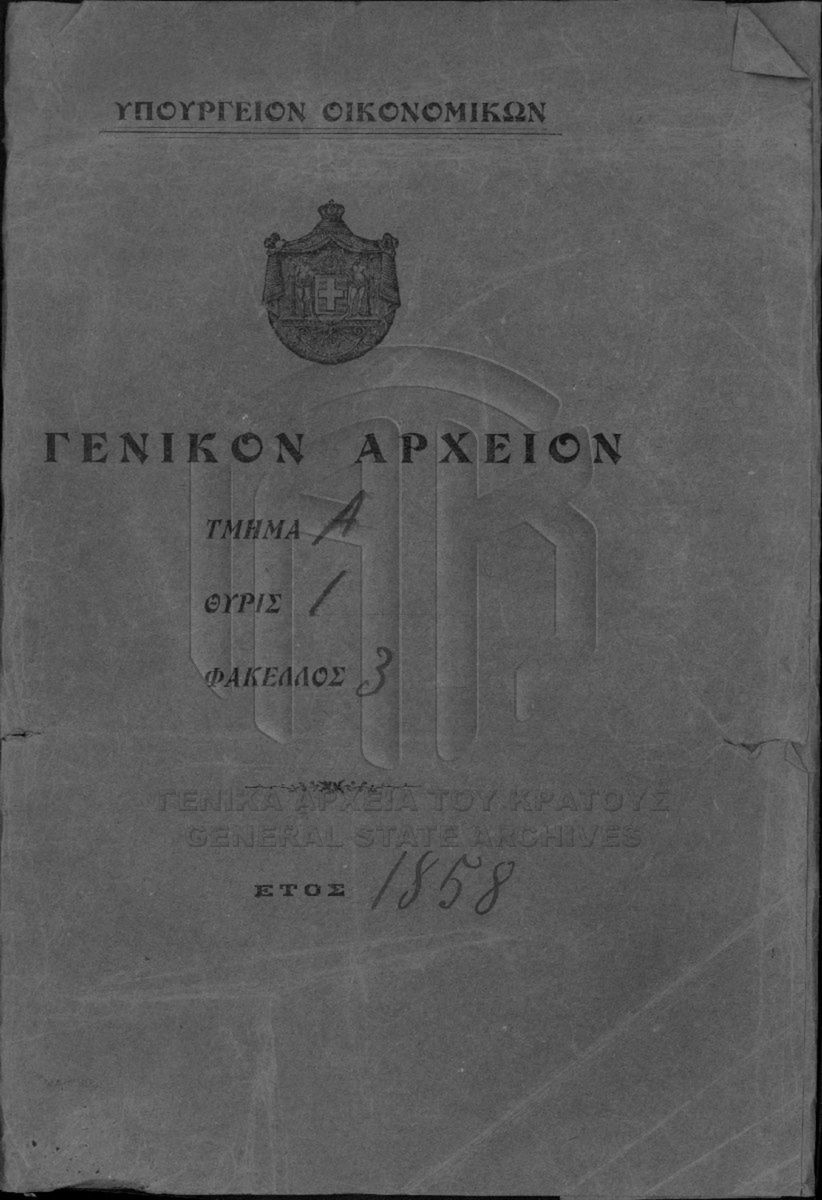 ΥΠΟΥΡΓΕΙΟΝ ΟΙΚΟΝΟΜΙΚΩΝ
ΓΕΝΙΚΟΝ ΑΡΧΕΙΟΝ
ΤΜΗΜΑ Α
ΘΥΡΙΣ 1
ΦΑΚΕΛΛΟΣ 3
ΓΕΝΙΚΑ ΑΡΧΕΙΑ ΤΟΥ ΚΡΑΤΟΥΣ
GENERAL STATE ARCHIVES
ΕΤΟΣ 1858